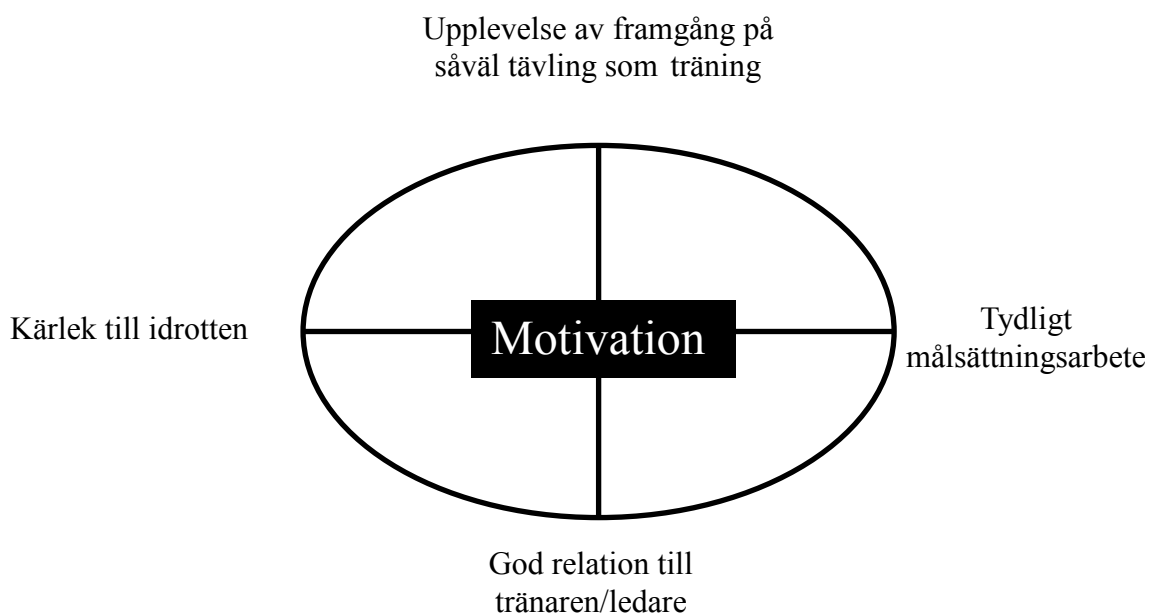 Upplevelse av framgång på
såväl tävling som träning
Kärlek till idrotten
Motivation
Tydligt
målsättningsarbete
God relation till
tränaren/ledare